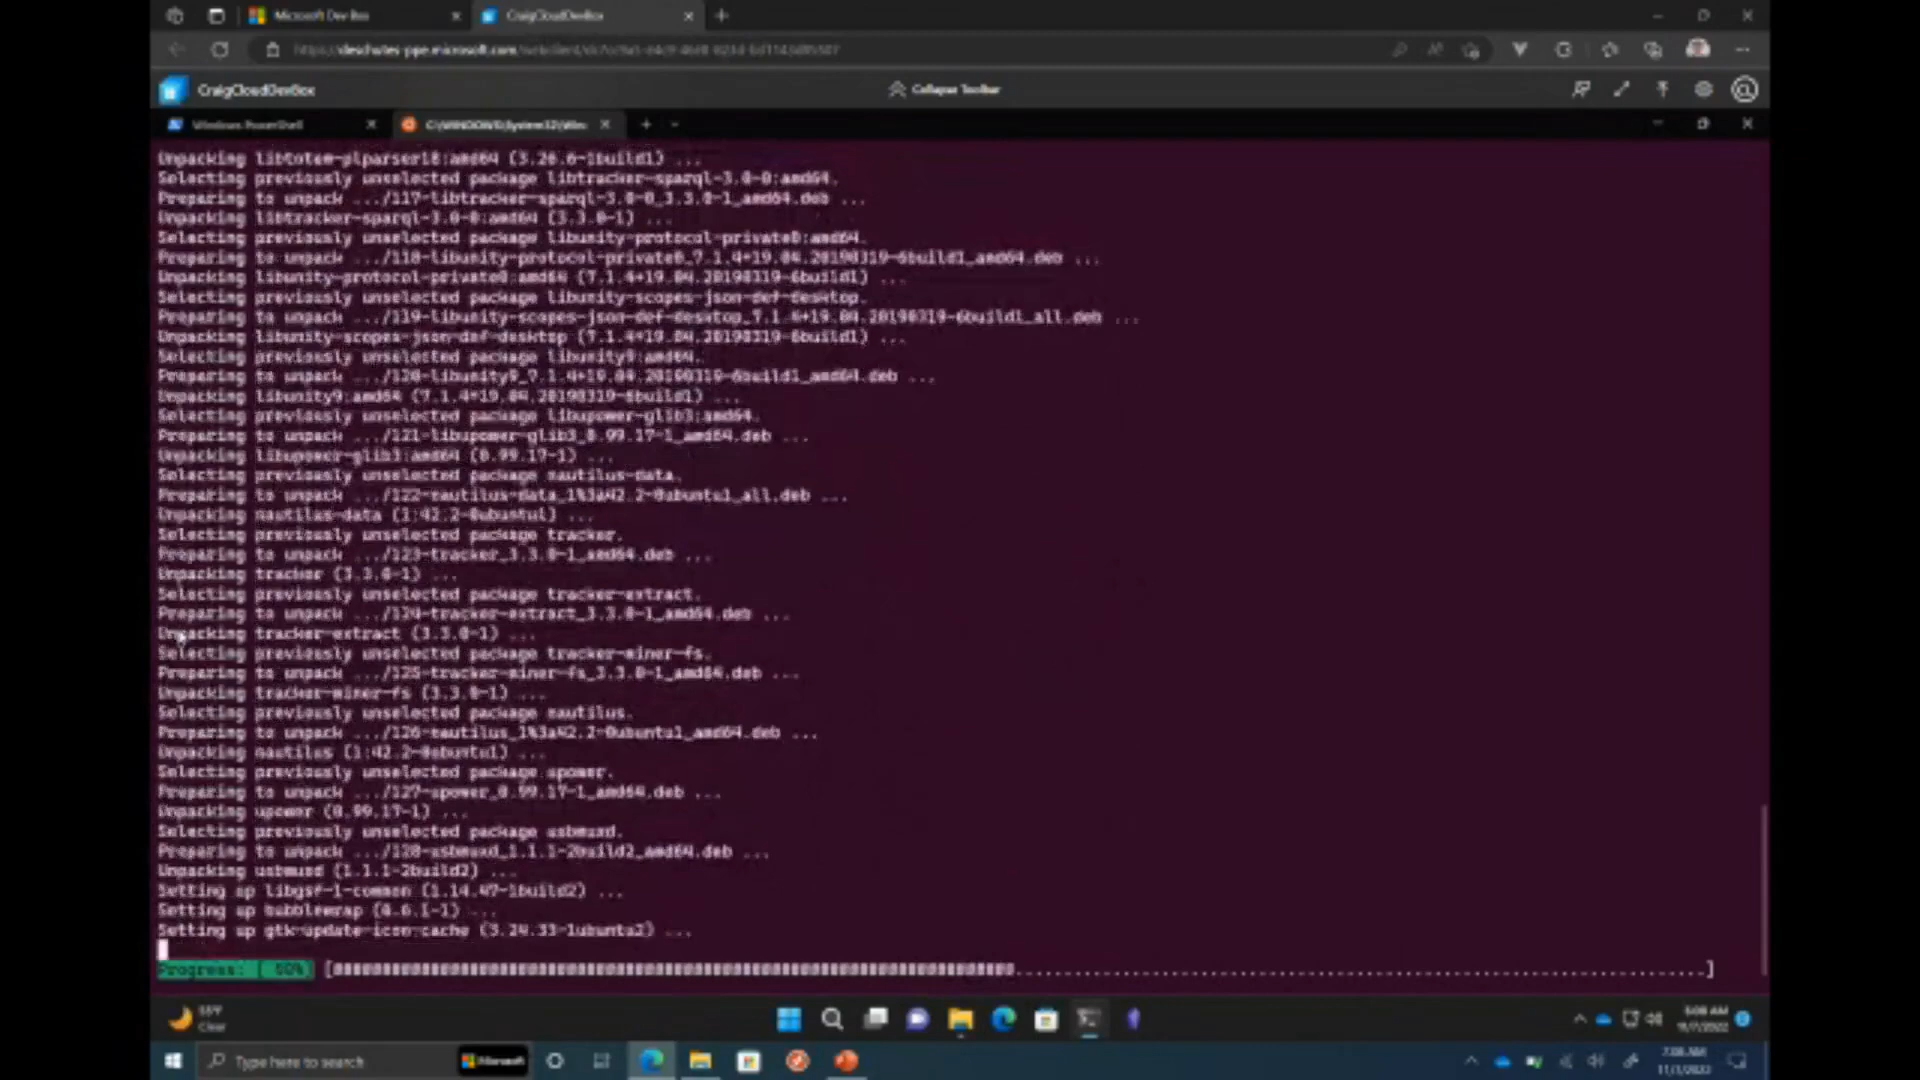 Microsoft Dev Box
CraigCloudDevBox
CraigCloudDevBox
Collapse Toolbar
Windows PowerShell
Unpacking libtotem-plparser18:amd64 (3.26.6-1build1) ...
Selecting previously unselected package libtracker-sparql-3.0-0:amd64.
Preparing to unpack .../117-libtracker-sparql-3.0-0_3.3.0-1_amd64.deb ...
Unpacking libtracker-sparql-3.0-0:amd64 (3.3.0-1) ...
Selecting previously unselected package libunity-protocol-private0:amd64.
Preparing to unpack .../118-libunity-protocol-private0_7.1.4+19.04.20190319-6build1_amd64.deb ...
Unpacking libunity-protocol-private0:amd64 (7.1.4+19.04.20190319-6build1) ...
Selecting previously unselected package libunity-scopes-json-def-desktop.
Preparing to unpack .../119-libunity-scopes-json-def-desktop_7.1.4+19.04.20190319-6build1_all.deb ...
Unpacking libunity-scopes-json-def-desktop (7.1.4+19.04.20190319-6build1) ...
Selecting previously unselected package libunity9:amd64.
Preparing to unpack .../120-libunity9_7.1.4+19.04.20190319-6build1_amd64.deb ...
Unpacking libunity9:amd64 (7.1.4+19.04.20190319-6build1) ...
Selecting previously unselected package libupower-glib3:amd64.
Preparing to unpack .../121-libupower-glib3_0.99.17-1_amd64.deb ...
Unpacking libupower-glib3:amd64 (0.99.17-1) ...
Selecting previously unselected package nautilus-data.
Preparing to unpack .../122-nautilus-data_1%3a42.2-0ubuntu1_all.deb ...
Unpacking nautilus-data (1:42.2-0ubuntu1) ...
Selecting previously unselected package tracker.
Preparing to unpack .../123-tracker_3.3.0-1_amd64.deb ...
Unpacking tracker (3.3.0-1) ...
Selecting previously unselected package tracker-extract.
Preparing to unpack .../124-tracker-extract_3.3.0-1_amd64.deb ...
Unpacking tracker-extract (3.3.0-1) ...
Selecting previously unselected package tracker-miner-fs.
Preparing to unpack .../125-tracker-miner-fs_3.3.0-1_amd64.deb ...
Unpacking tracker-miner-fs (3.3.0-1) ...
Selecting previously unselected package nautilus.
Preparing to unpack .../126-nautilus_1%3a42.2-0ubuntu1_amd64.deb ...
Unpacking nautilus (1:42.2-0ubuntu1) ...
Selecting previously unselected package upower.
Preparing to unpack .../127-upower_0.99.17-1_amd64.deb ...
Unpacking upower (0.99.17-1) ...
Selecting previously unselected package usbmuxd.
Preparing to unpack .../128-usbmuxd_1.1.1-2build2_amd64.deb ...
Unpacking usbmuxd (1.1.1-2build2) ...
Setting up libgsf-1-common (1.14.47-1build2) ...
Setting up bubblewrap (0.6.1-1) ...
Setting up gtk-update-icon-cache (3.24.33-1ubuntu2) ...
Progress: [ 50%]
Clear
Type here to search
Microsoft